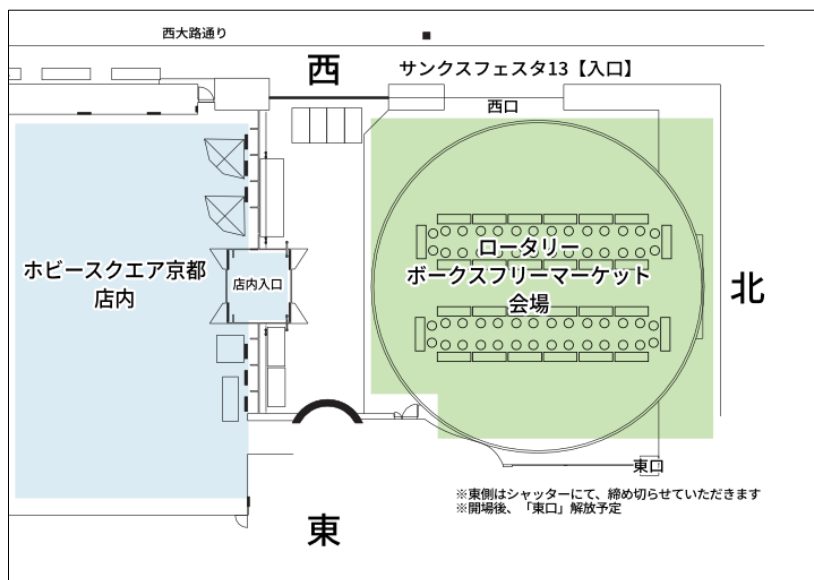 西大路通り
西
サンクスフェスタ13【入口】
西口
ホビースクエア京都
店内
店内入口
ロータリー
ボークスフリーマーケット
会場
北
東口
※東側はシャッターにて、締め切らせていただきます
※開場後、「東口」解放予定
東